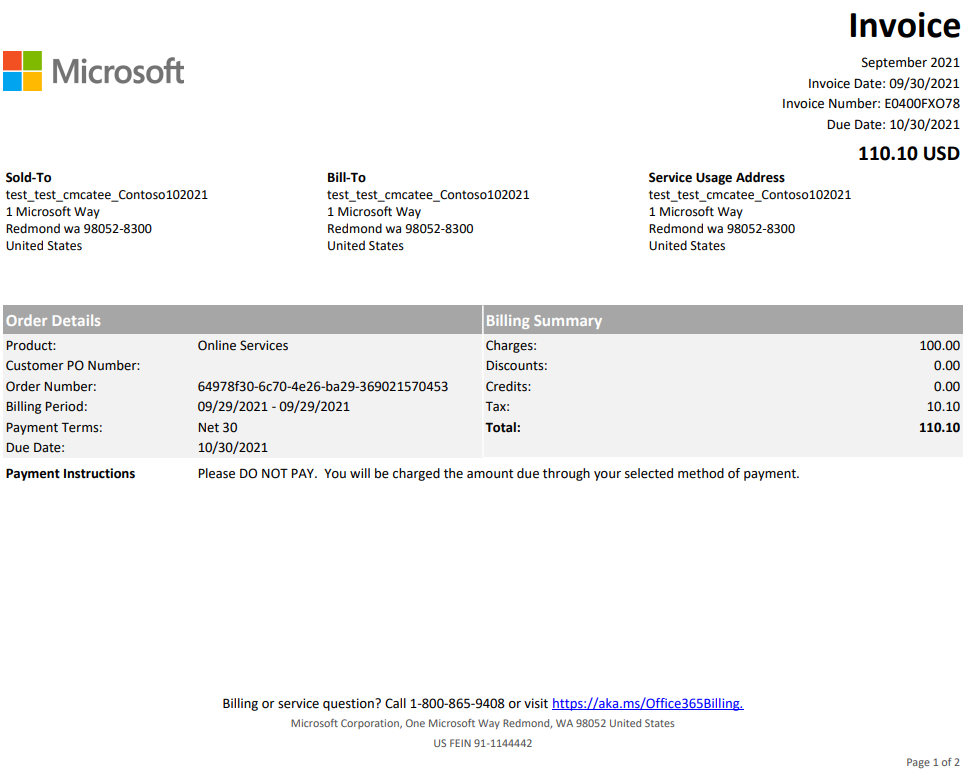 Invoice
September 2021
Invoice Date: 09/30/2021
Invoice Number: E0400FXO78
Due Date: 10/30/2021
110.10 USD
Microsoft
Sold-To
test_test_cmcatee_Contoso102021
1 Microsoft Way
Redmond wa 98052-8300
United States
Bill-To
test_test_cmcatee_Contoso102021
1 Microsoft Way
Redmond wa 98052-8300
United States
Service Usage Address
test_test_cmcatee_Contoso102021
1 Microsoft Way
Redmond wa 98052-8300
United States
Order Details
Product: Online Services
Customer PO Number:
Order Number: 64978f30-6c70-4e26-ba29-369021570453
Billing Period: 09/29/2021 - 09/29/2021
Payment Terms: Net 30
Due Date: 10/30/2021
Billing Summary
Charges: 100.00
Discounts: 0.00
Credits: 0.00
Tax: 10.10
Total: 110.10
Payment Instructions Please DO NOT PAY. You will be charged the amount due through your selected method of payment.
Billing or service question? Call 1-800-865-9408 or visit https://aka.ms/Office365Billing.
Microsoft Corporation, One Microsoft Way Redmond, WA 98052 United States
US FEIN 91-1144442
Page 1 of 2